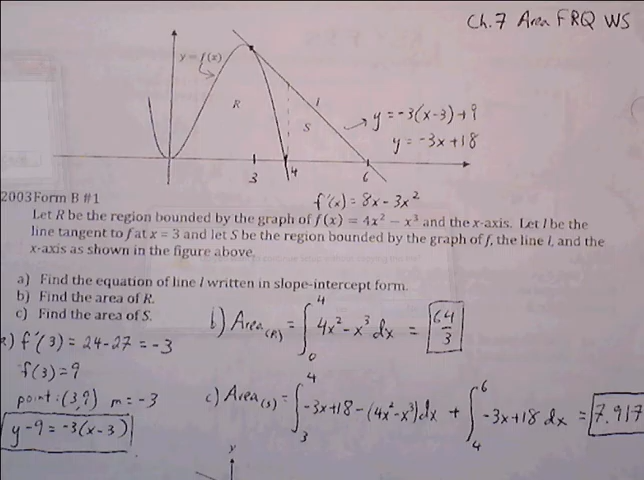 Ch.7 Area FRQ WS
y = f(x)
R
S
l
y = -3(x-3)+9
y = -3x+18
3
4
6
f'(x) = 8x - 3x²
2003 Form B #1
Let R be the region bounded by the graph of f(x) = 4x² − x³ and the x-axis. Let l be the
line tangent to f at x = 3 and let S be the region bounded by the graph of f, the line l, and the
x-axis as shown in the figure above.
a) Find the equation of line l written in slope-intercept form.
b) Find the area of R.
c) Find the area of S.
a) f'(3) = 24-27 = -3
f(3) = 9
point: (3,9) m = -3
y-9 = -3(x-3)
b) Area(R) = ∫₀⁴ 4x²-x³ dx = 64/3
c) Area(S) = ∫₃⁴ -3x+18-(4x²-x³)dx + ∫₄⁶ -3x+18 dx = 7.917
y